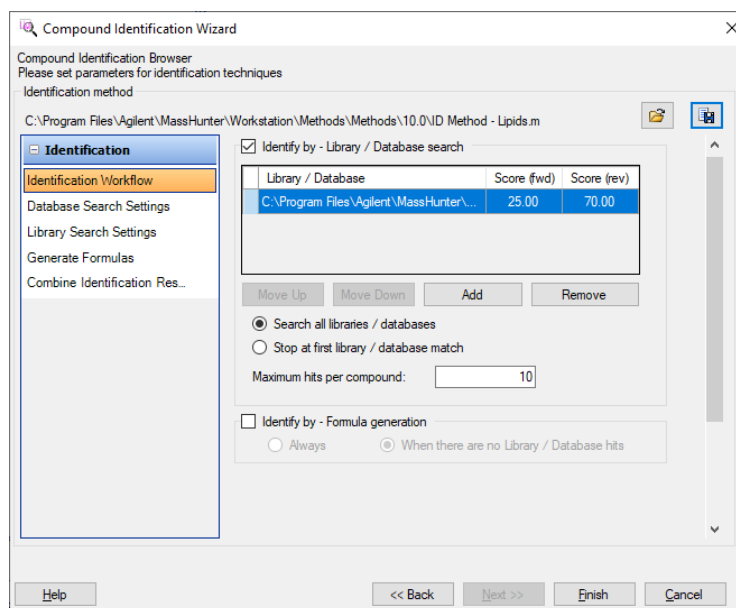 Compound Identification Wizard
Compound Identification Browser
Please set parameters for identification techniques
Identification method
C:\Program Files\Agilent\MassHunter\Workstation\Methods\Methods\10.0\ID Method - Lipids.m
Identification
Identification Workflow
Database Search Settings
Library Search Settings
Generate Formulas
Combine Identification Res...
Identify by - Library / Database search
Library / Database Score (fwd) Score (rev)
C:\Program Files\Agilent\MassHunter\... 25.00 70.00
Move Up Move Down Add Remove
Search all libraries / databases
Stop at first library / database match
Maximum hits per compound: 10
Identify by - Formula generation
Always When there are no Library / Database hits
Help << Back Next >> Finish Cancel